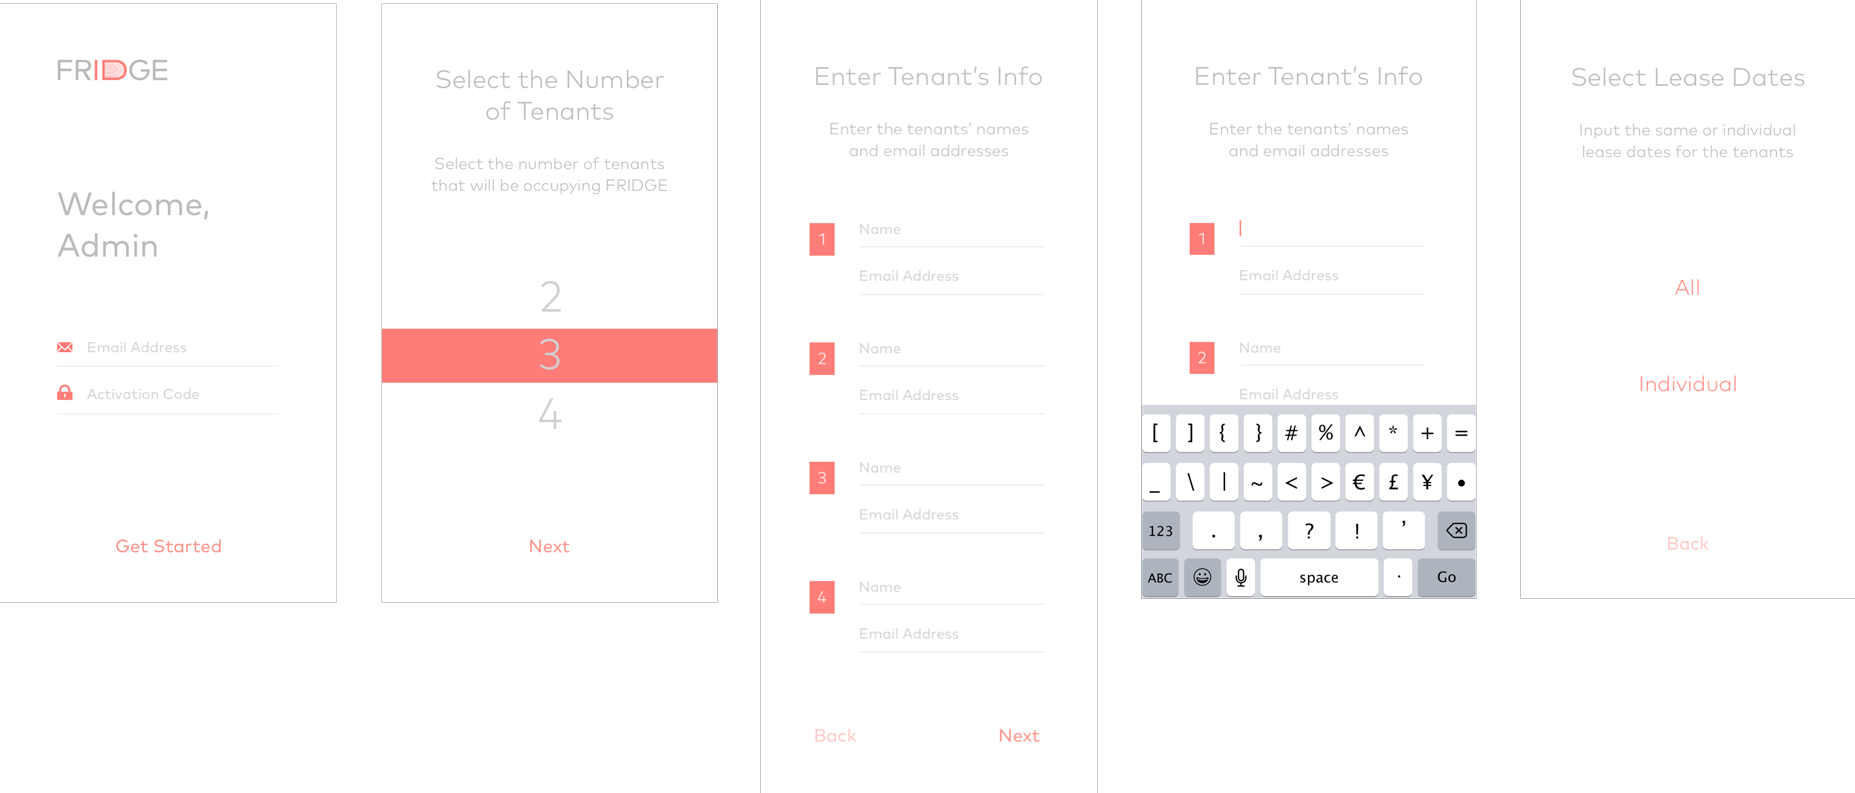 FRIDGE
Welcome,
Admin
Email Address
Activation Code
Get Started
Select the Number
of Tenants
Select the number of tenants
that will be occupying FRIDGE
2
3
4
Next
Enter Tenant's Info
Enter the tenants' names
and email addresses
1 Name
Email Address
2 Name
Email Address
3 Name
Email Address
4 Name
Email Address
Back Next
Enter Tenant's Info
Enter the tenants' names
and email addresses
1
Email Address
2 Name
Email Address
[ ] { } # % ^ * + =
_ \ | ~ < > € £ ¥ •
123 . , ? ! ’
ABC space . Go
Select Lease Dates
Input the same or individual
lease dates for the tenants
All
Individual
Back